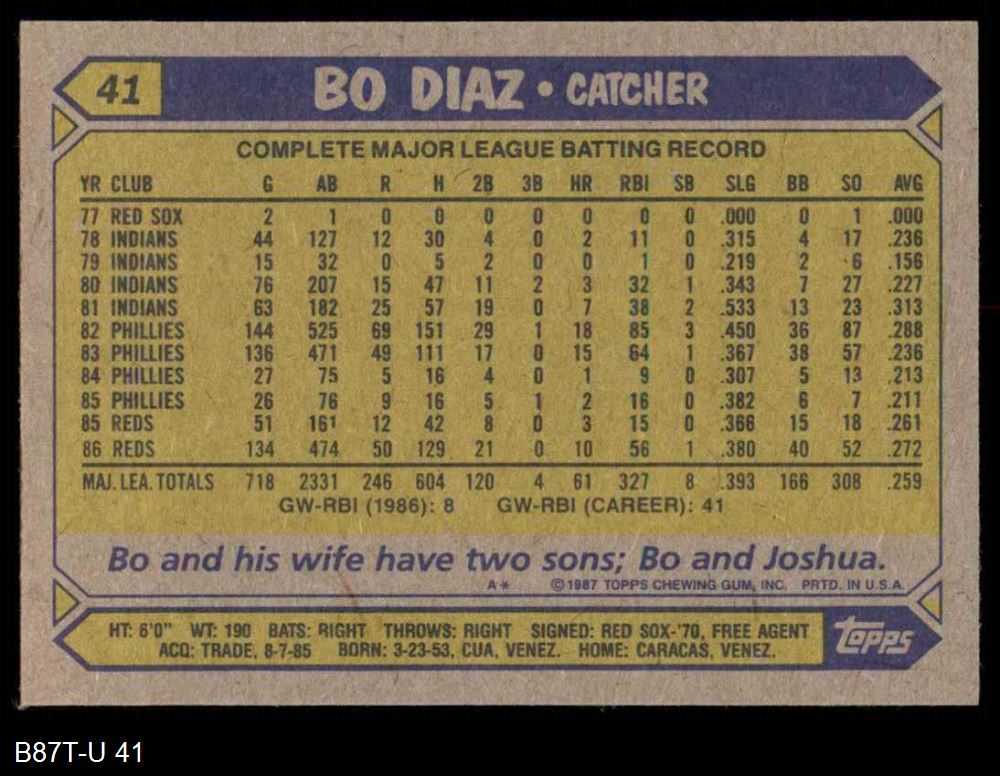 41 BO DIAZ • CATCHER
COMPLETE MAJOR LEAGUE BATTING RECORD
YR CLUB G AB R H 2B 3B HR RBI SB SLG BB SO AVG
77 RED SOX 2 1 0 0 0 0 0 0 0 .000 0 1 .000
78 INDIANS 44 127 12 30 4 0 2 11 0 .315 4 17 .236
79 INDIANS 15 32 0 5 2 0 0 1 0 .219 2 6 .156
80 INDIANS 76 207 15 47 11 2 3 32 1 .343 7 27 .227
81 INDIANS 63 182 25 57 19 0 7 38 2 .533 13 23 .313
82 PHILLIES 144 525 69 151 29 1 18 85 3 .450 36 87 .288
83 PHILLIES 136 471 49 111 17 0 15 64 1 .367 38 57 .236
84 PHILLIES 27 75 5 16 4 0 1 9 0 .307 5 13 .213
85 PHILLIES 26 76 9 16 5 1 2 16 0 .382 6 7 .211
85 REDS 51 161 12 42 8 0 3 15 0 .366 15 18 .261
86 REDS 134 474 50 129 21 0 10 56 1 .380 40 52 .272
MAJ. LEA. TOTALS 718 2331 246 604 120 4 61 327 8 .393 166 308 .259
GW-RBI (1986): 8 GW-RBI (CAREER): 41
Bo and his wife have two sons; Bo and Joshua.
A* ©1987 TOPPS CHEWING GUM, INC. PRTD. IN U.S.A.
HT: 6'0" WT: 190 BATS: RIGHT THROWS: RIGHT SIGNED: RED SOX-'70, FREE AGENT
ACQ: TRADE, 8-7-85 BORN: 3-23-53, CUA, VENEZ. HOME: CARACAS, VENEZ.
topps
B87T-U 41